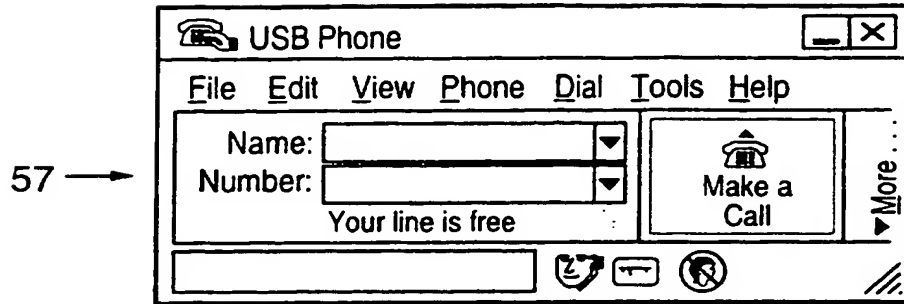 USB Phone
File Edit View Phone Dial Tools Help
Name:
Number:
Your line is free
Make a
Call
More...
57